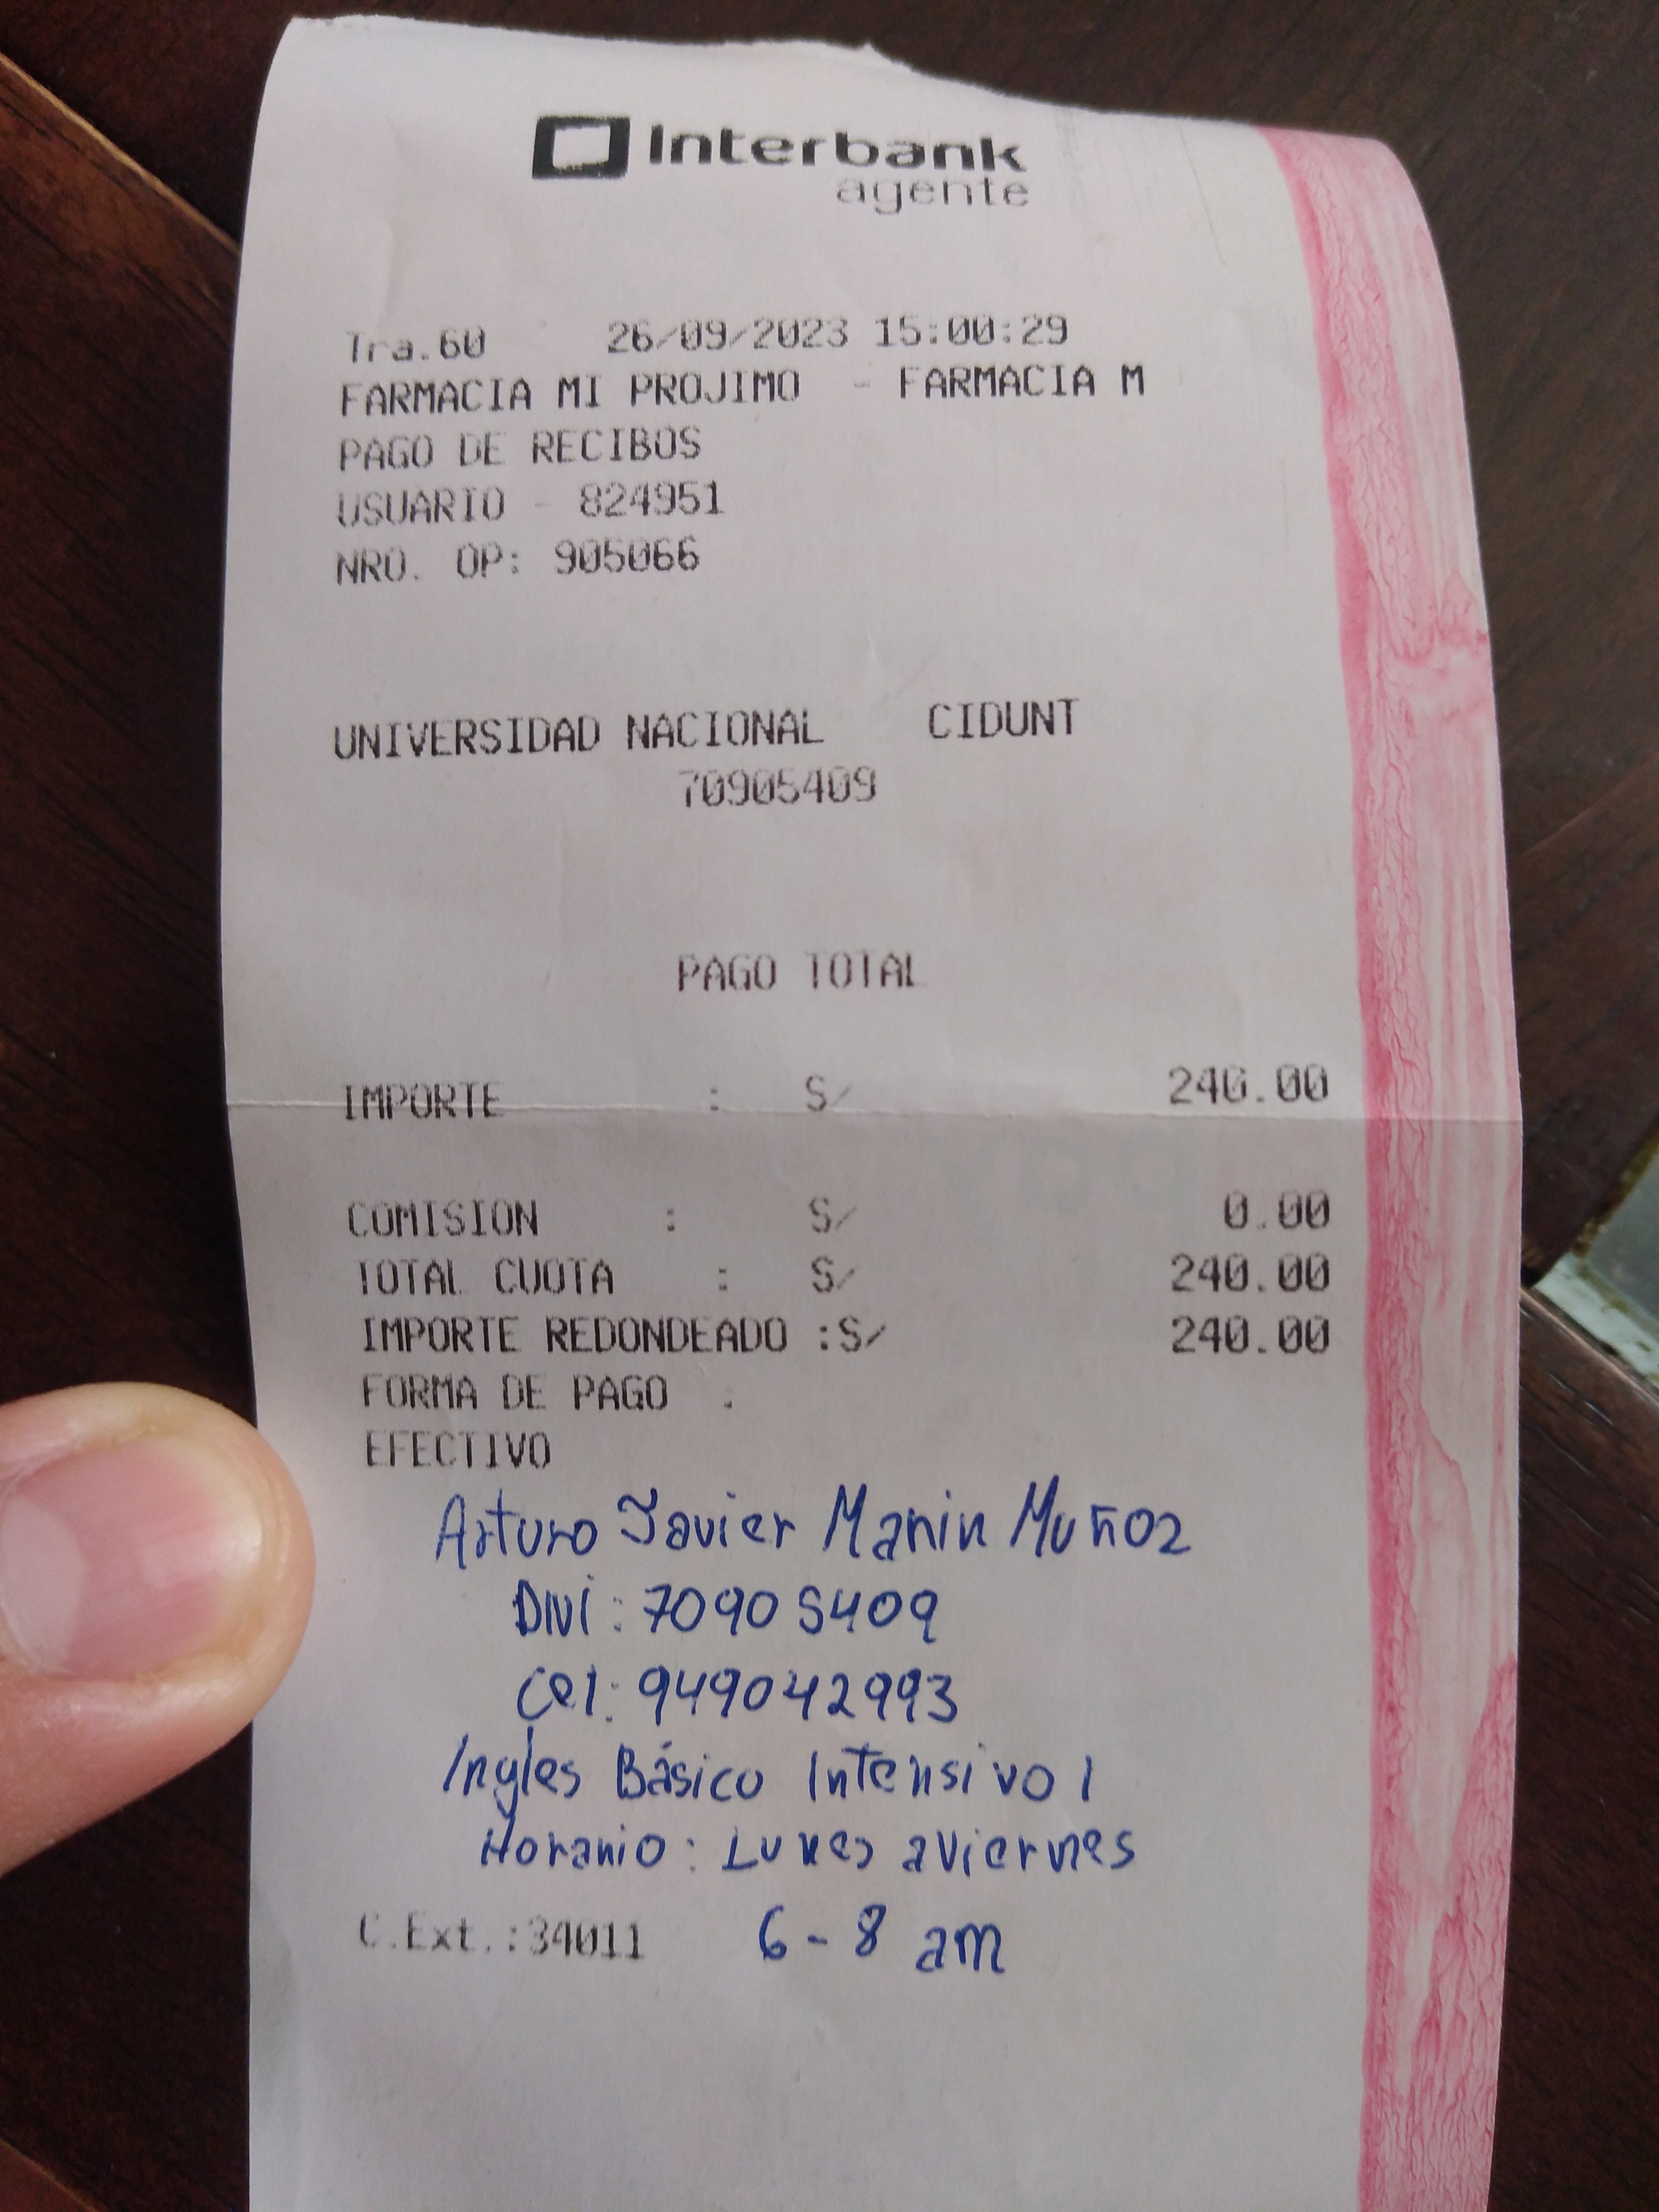 Interbank
agente
Tra.60 26/09/2023 15:00:29
FARMACIA MI PROJIMO - FARMACIA M
PAGO DE RECIBOS
USUARIO - 824951
NRO. OP: 905066
UNIVERSIDAD NACIONAL CIDUNT
70905409
PAGO TOTAL
IMPORTE : S/ 240.00
COMISION : S/ 0.00
TOTAL CUOTA : S/ 240.00
IMPORTE REDONDEADO :S/ 240.00
FORMA DE PAGO :
EFECTIVO
Arturo Javier Marin Muñoz
DNI: 70905409
Cel: 949042993
Ingles Básico Intensivo 1
Horario: Lunes a viernes
C.Ext.:34011 6-8 am